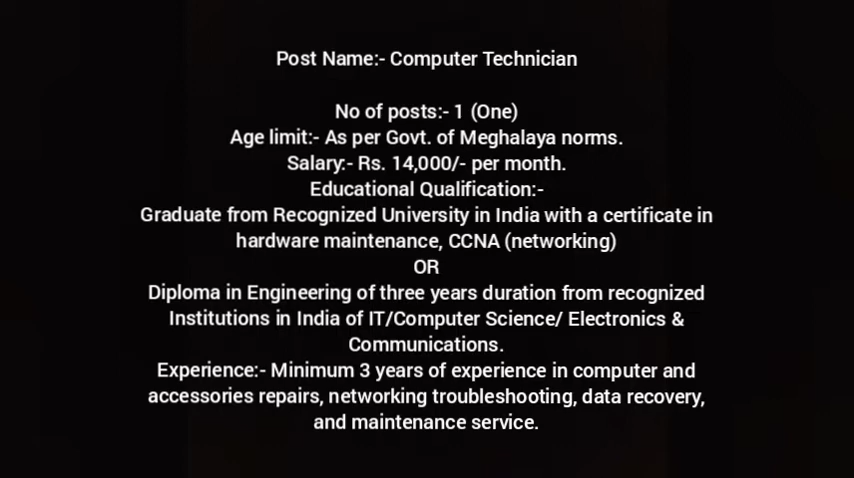 Post Name:- Computer Technician
No of posts:- 1 (One)
Age limit:- As per Govt. of Meghalaya norms.
Salary:- Rs. 14,000/- per month.
Educational Qualification:-
Graduate from Recognized University in India with a certificate in
hardware maintenance, CCNA (networking)
OR
Diploma in Engineering of three years duration from recognized
Institutions in India of IT/Computer Science/ Electronics &
Communications.
Experience:- Minimum 3 years of experience in computer and
accessories repairs, networking troubleshooting, data recovery,
and maintenance service.